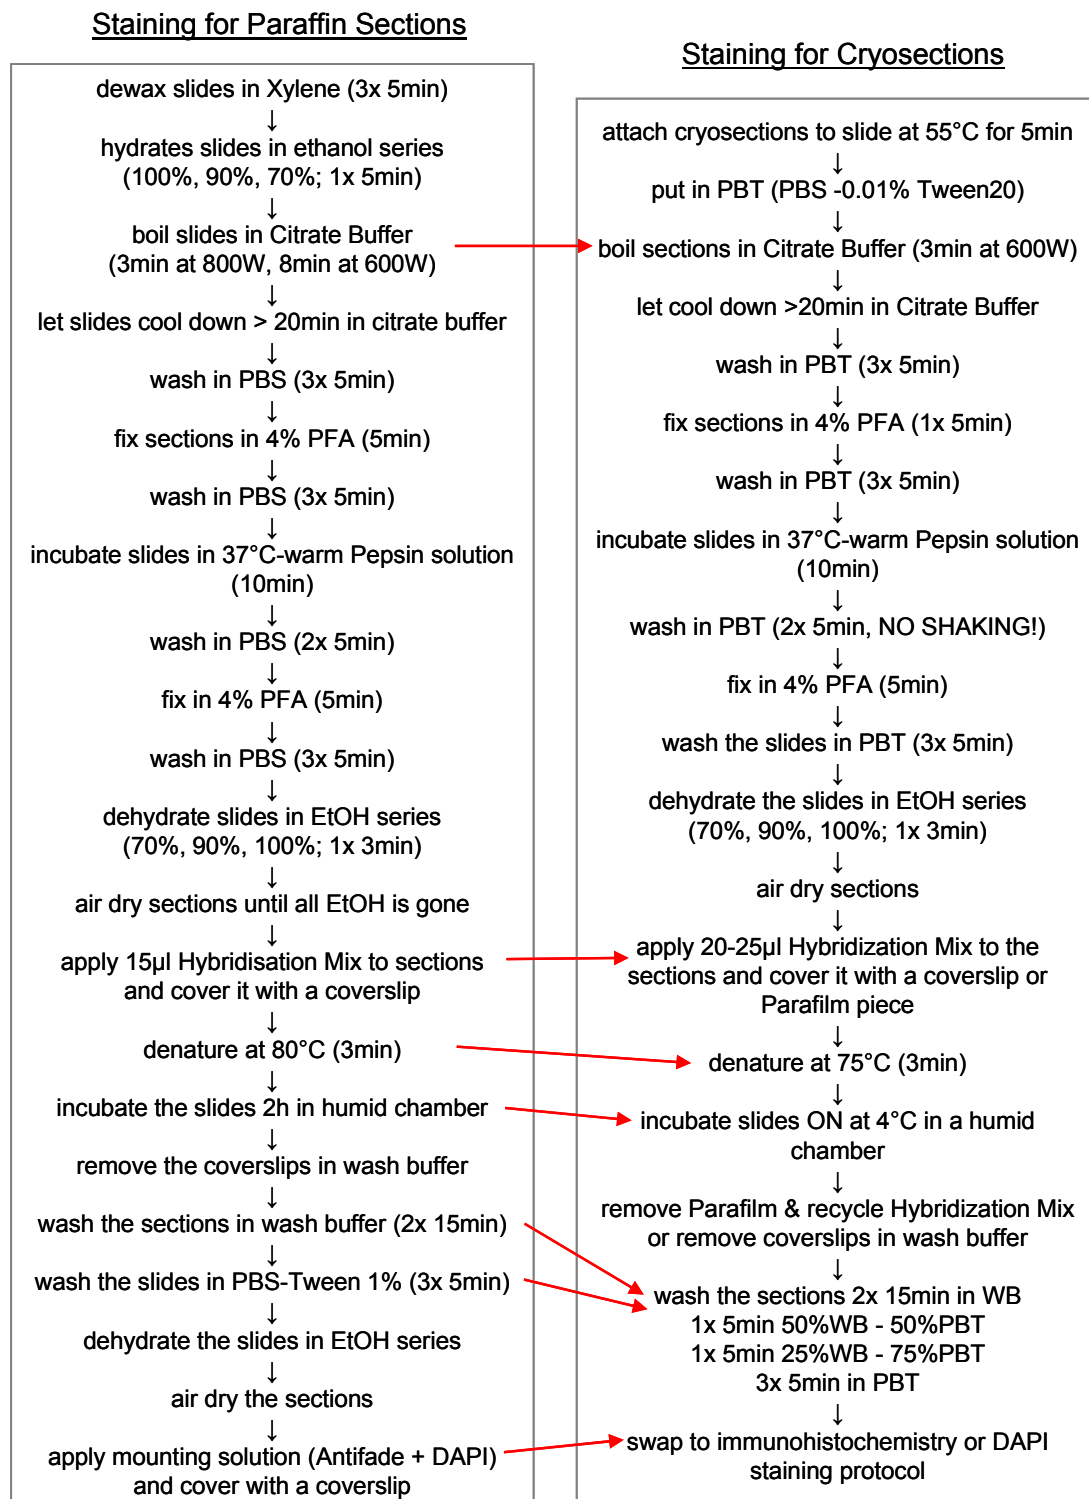 Staining for Paraffin Sections
dewax slides in Xylene (3x 5min)
↓
hydrates slides in ethanol series
(100%, 90%, 70%; 1x 5min)
↓
boil slides in Citrate Buffer
(3min at 800W, 8min at 600W)
↓
let slides cool down > 20min in citrate buffer
↓
wash in PBS (3x 5min)
↓
fix sections in 4% PFA (5min)
↓
wash in PBS (3x 5min)
↓
incubate slides in 37°C-warm Pepsin solution
(10min)
↓
wash in PBS (2x 5min)
↓
fix in 4% PFA (5min)
↓
wash in PBS (3x 5min)
↓
dehydrate slides in EtOH series
(70%, 90%, 100%; 1x 3min)
↓
air dry sections until all EtOH is gone
↓
apply 15µl Hybridisation Mix to sections
and cover it with a coverslip
↓
denature at 80°C (3min)
↓
incubate the slides 2h in humid chamber
↓
remove the coverslips in wash buffer
↓
wash the sections in wash buffer (2x 15min)
↓
wash the slides in PBS-Tween 1% (3x 5min)
↓
dehydrate the slides in EtOH series
↓
air dry the sections
↓
apply mounting solution (Antifade + DAPI)
and cover with a coverslip
Staining for Cryosections
attach cryosections to slide at 55°C for 5min
↓
put in PBT (PBS -0.01% Tween20)
↓
boil sections in Citrate Buffer (3min at 600W)
↓
let cool down >20min in Citrate Buffer
↓
wash in PBT (3x 5min)
↓
fix sections in 4% PFA (1x 5min)
↓
wash in PBT (3x 5min)
↓
incubate slides in 37°C-warm Pepsin solution
(10min)
↓
wash in PBT (2x 5min, NO SHAKING!)
↓
fix in 4% PFA (5min)
↓
wash the slides in PBT (3x 5min)
↓
dehydrate the slides in EtOH series
(70%, 90%, 100%; 1x 3min)
↓
air dry sections
↓
apply 20-25µl Hybridization Mix to the
sections and cover it with a coverslip or
Parafilm piece
↓
denature at 75°C (3min)
↓
incubate slides ON at 4°C in a humid
chamber
↓
remove Parafilm & recycle Hybridization Mix
or remove coverslips in wash buffer
↓
wash the sections 2x 15min in WB
1x 5min 50%WB - 50%PBT
1x 5min 25%WB - 75%PBT
3x 5min in PBT
↓
swap to immunohistochemistry or DAPI
staining protocol